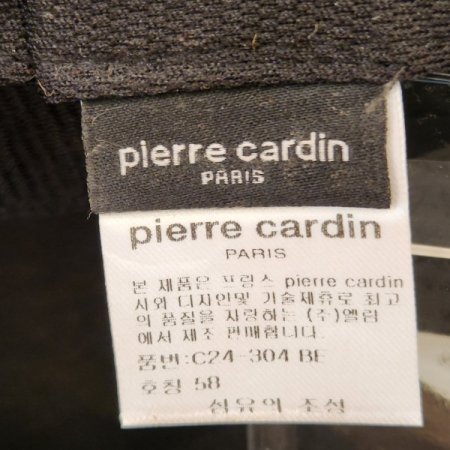 pierre cardin
PARIS
pierre cardin
PARIS
본 제품은 프랑스 pierre cardin
사와 디자인및 기술제휴로 최고
의 품질을 자랑하는 (주)엘림
에서 제조 판매합니다.
품번:C24-304 BE
호칭 58
섬유의 조성